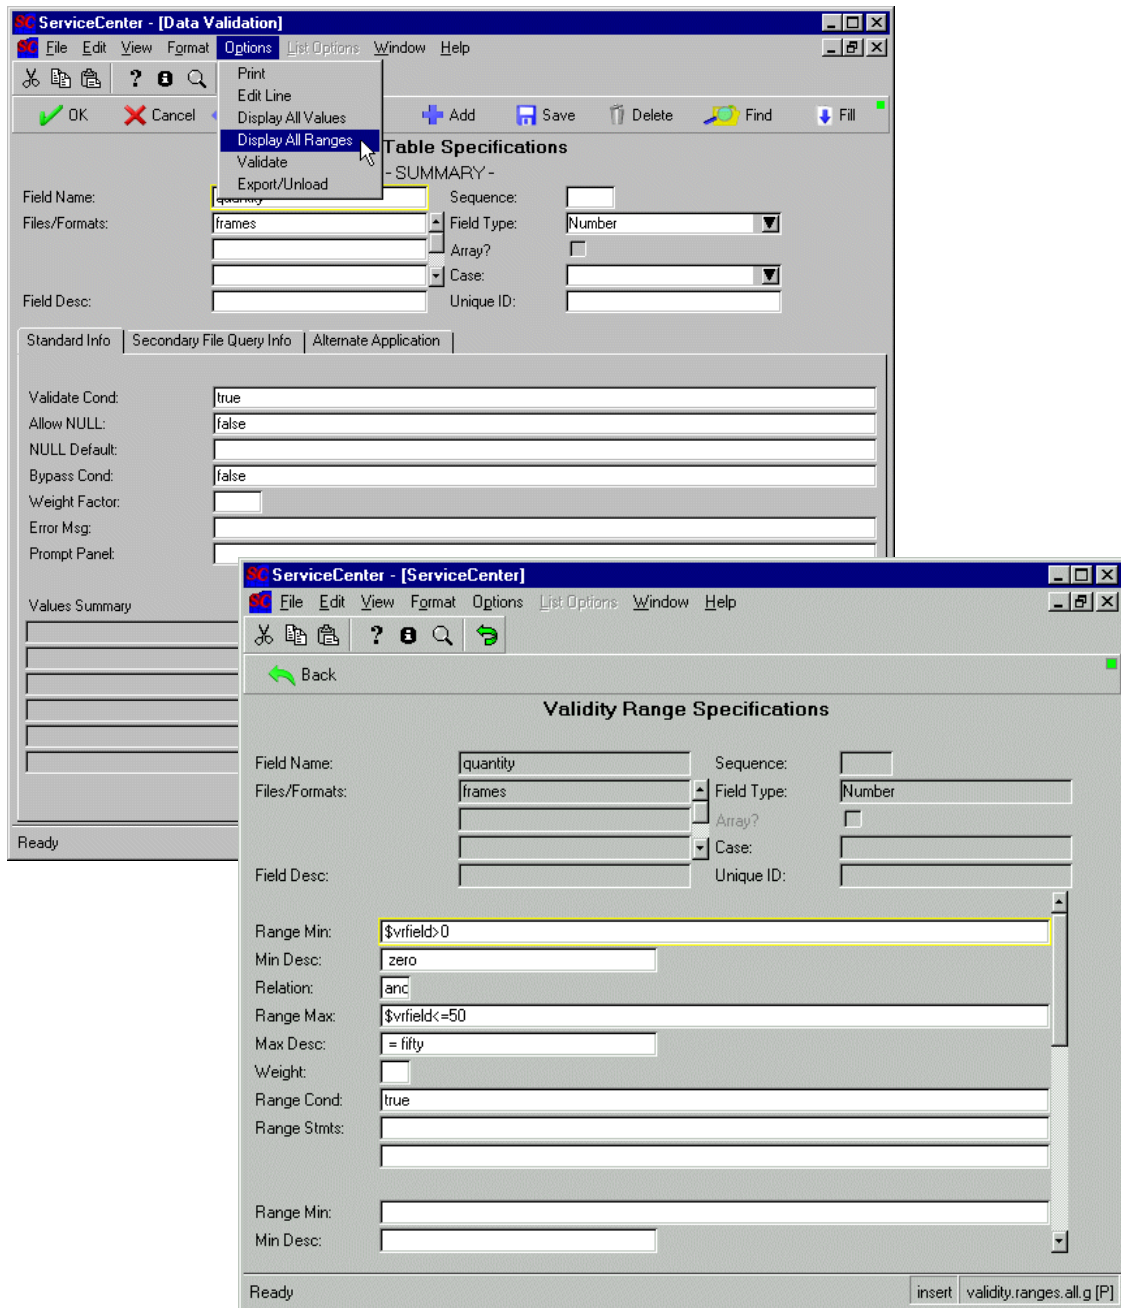 SC ServiceCenter - [Data Validation]
SC File Edit View Format Options List Options Window Help
Print
Edit Line
Display All Values
Display All Ranges
Validate
Export/Unload
OK Cancel Add Save Delete Find Fill
Table Specifications
- SUMMARY -
Field Name: quantity Sequence:
Files/Formats: frames Field Type: Number
Array?
Case:
Field Desc: Unique ID:
Standard Info Secondary File Query Info Alternate Application
Validate Cond: true
Allow NULL: false
NULL Default:
Bypass Cond: false
Weight Factor:
Error Msg:
Prompt Panel:
Values Summary
Ready
SC ServiceCenter - [ServiceCenter]
SC File Edit View Format Options List Options Window Help
Back
Validity Range Specifications
Field Name: quantity Sequence:
Files/Formats: frames Field Type: Number
Array?
Case:
Field Desc: Unique ID:
Range Min: $vrfield>0
Min Desc: zero
Relation: and
Range Max: $vrfield<=50
Max Desc: = fifty
Weight:
Range Cond: true
Range Stmts:
Range Min:
Min Desc:
Ready insert validity.ranges.all.g [P]